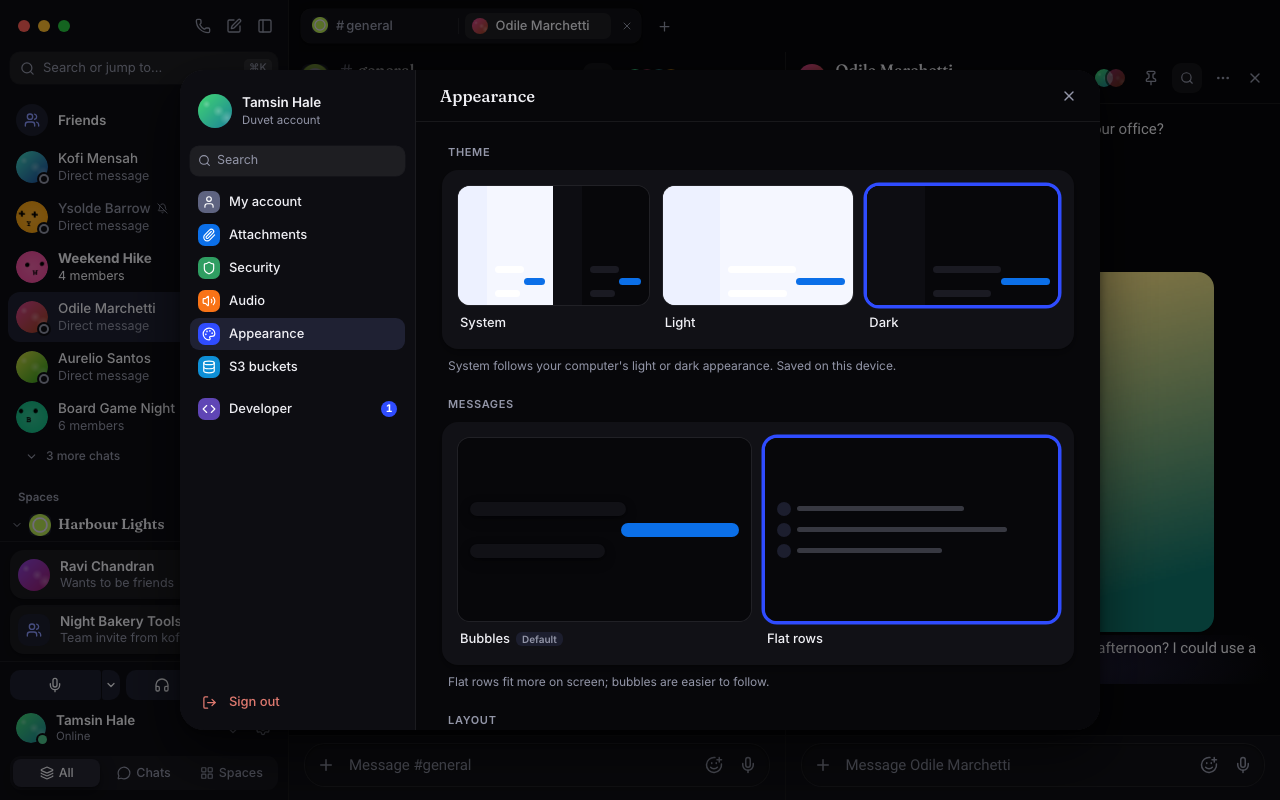 # general
Odile Marchetti
Search or jump to...
⌘K
Friends
Kofi Mensah
Direct message
Ysolde Barrow
Direct message
Weekend Hike
4 members
Odile Marchetti
Direct message
Aurelio Santos
Direct message
Board Game Night
6 members
3 more chats
Spaces
Harbour Lights
Ravi Chandran
Wants to be friends
Night Bakery Tools
Team invite from kof
Tamsin Hale
Online
All
Chats
Spaces
# general
Odile Marchetti
our office?
afternoon? I could use a
Message #general
Message Odile Marchetti
Tamsin Hale
Duvet account
Search
My account
Attachments
Security
Audio
Appearance
S3 buckets
Developer
1
Sign out
Appearance
THEME
System
Light
Dark
System follows your computer's light or dark appearance. Saved on this device.
MESSAGES
Bubbles
Default
Flat rows
Flat rows fit more on screen; bubbles are easier to follow.
LAYOUT